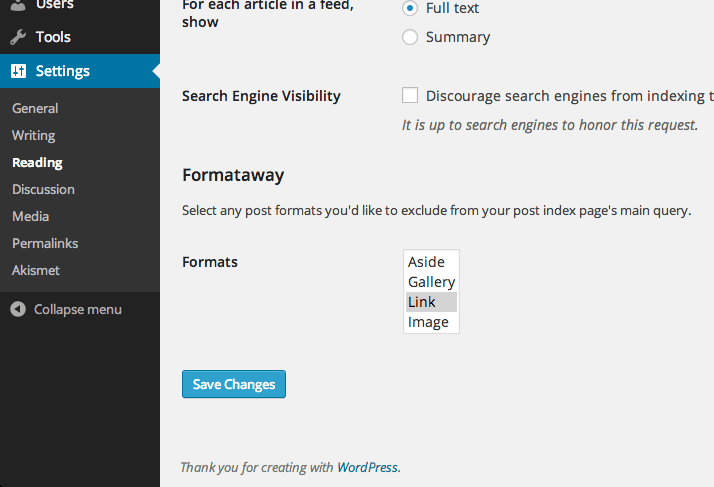 Users
Tools
Settings
General
Writing
Reading
Discussion
Media
Permalinks
Akismet
Collapse menu
For each article in a feed,
show
Full text
Summary
Search Engine Visibility
Discourage search engines from indexing t
It is up to search engines to honor this request.
Formataway
Select any post formats you'd like to exclude from your post index page's main query.
Formats
Aside
Gallery
Link
Image
Save Changes
Thank you for creating with WordPress.